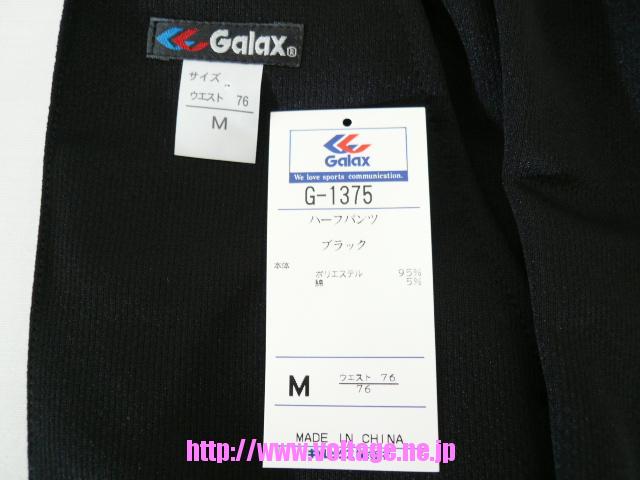 Galax®
サイズ
ウエスト 76
M
Galax
We love sports communication.
G-1375
ハーフパンツ
ブラック
本体
ポリエステル 95%
綿 5%
M
ウエスト 76
76
MADE IN CHINA
http://www.voltage.ne.jp